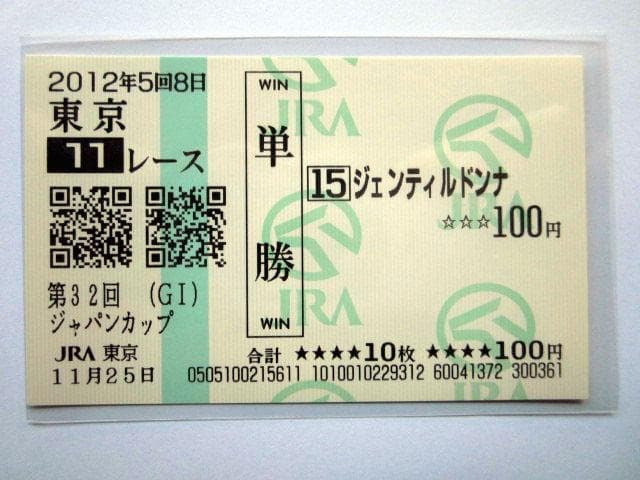 2012年5回8日
東京
11レース
第32回 (GI)
ジャパンカップ
JRA 東京
11月25日
WIN
単勝
WIN
15ジェンティルドンナ
☆☆☆100円
合計 ★★★★10枚 ★★★★100円
0505100215611 1010010229312 60041372 300361
JRA
JRA
JRA
JRA